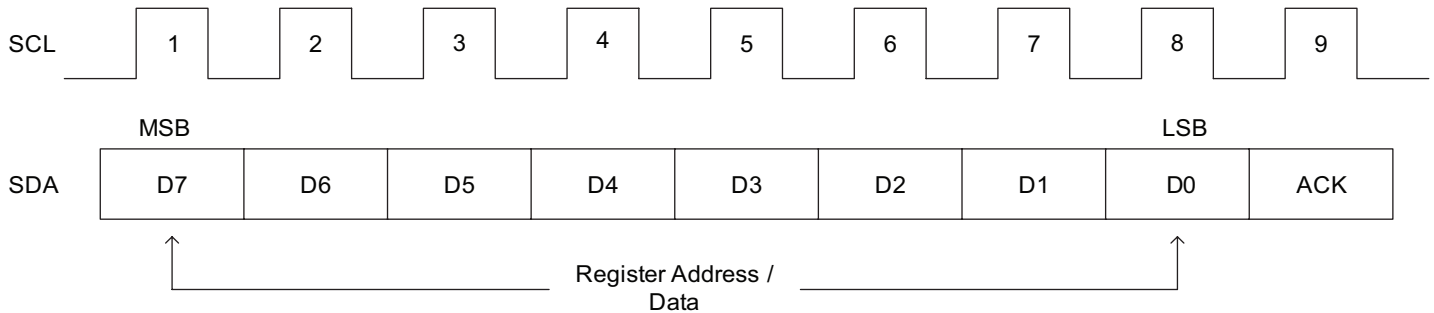 SCL 1 2 3 4 5 6 7 8 9
MSB LSB
SDA D7 D6 D5 D4 D3 D2 D1 D0 ACK
Register Address /
Data